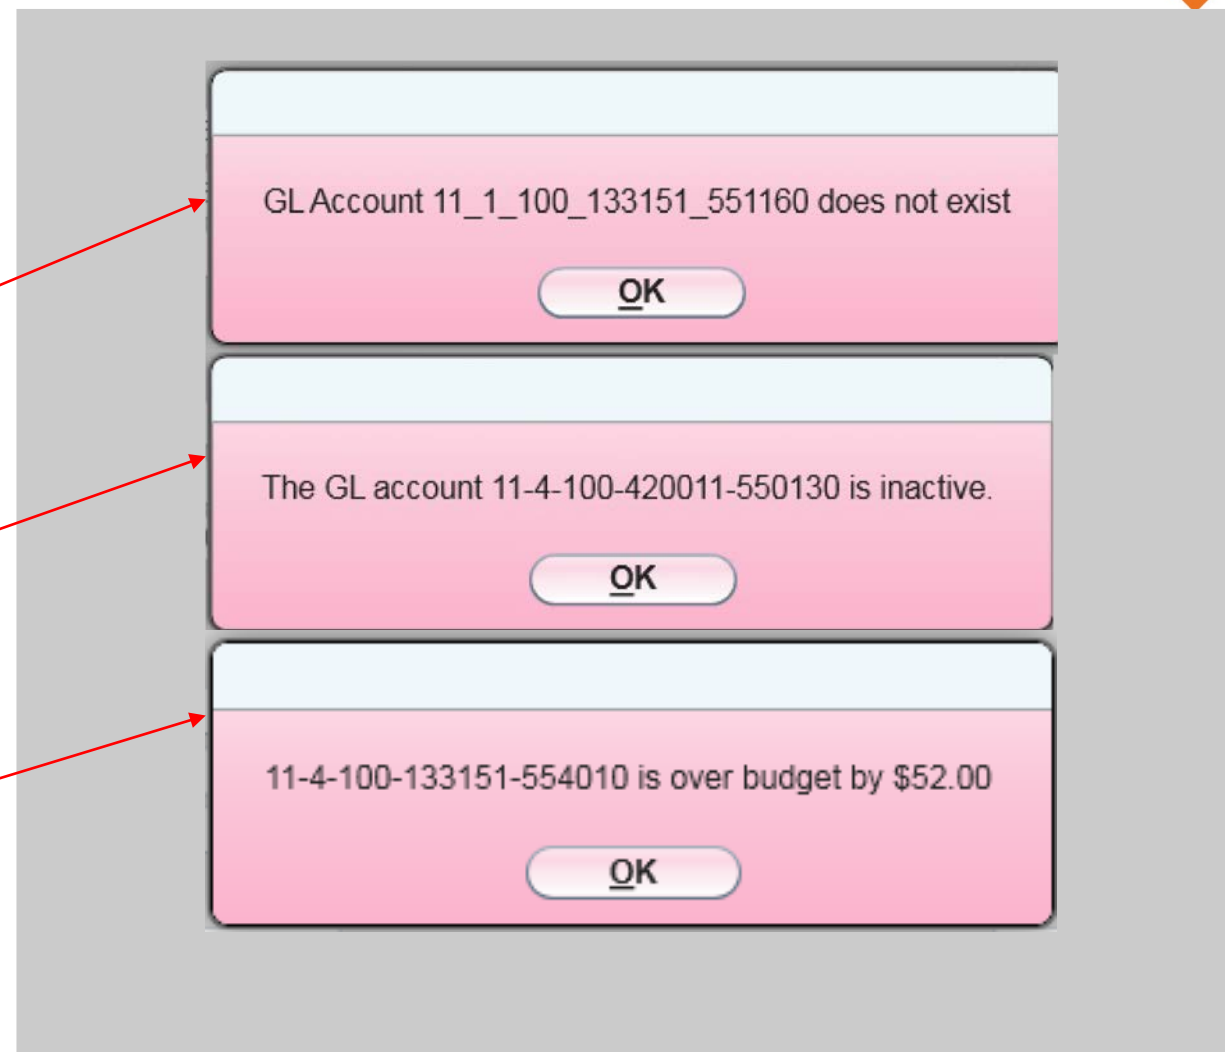 GL Account 11_1_100_133151_551160 does not exist
OK
The GL account 11-4-100-420011-550130 is inactive.
OK
11-4-100-133151-554010 is over budget by $52.00
OK